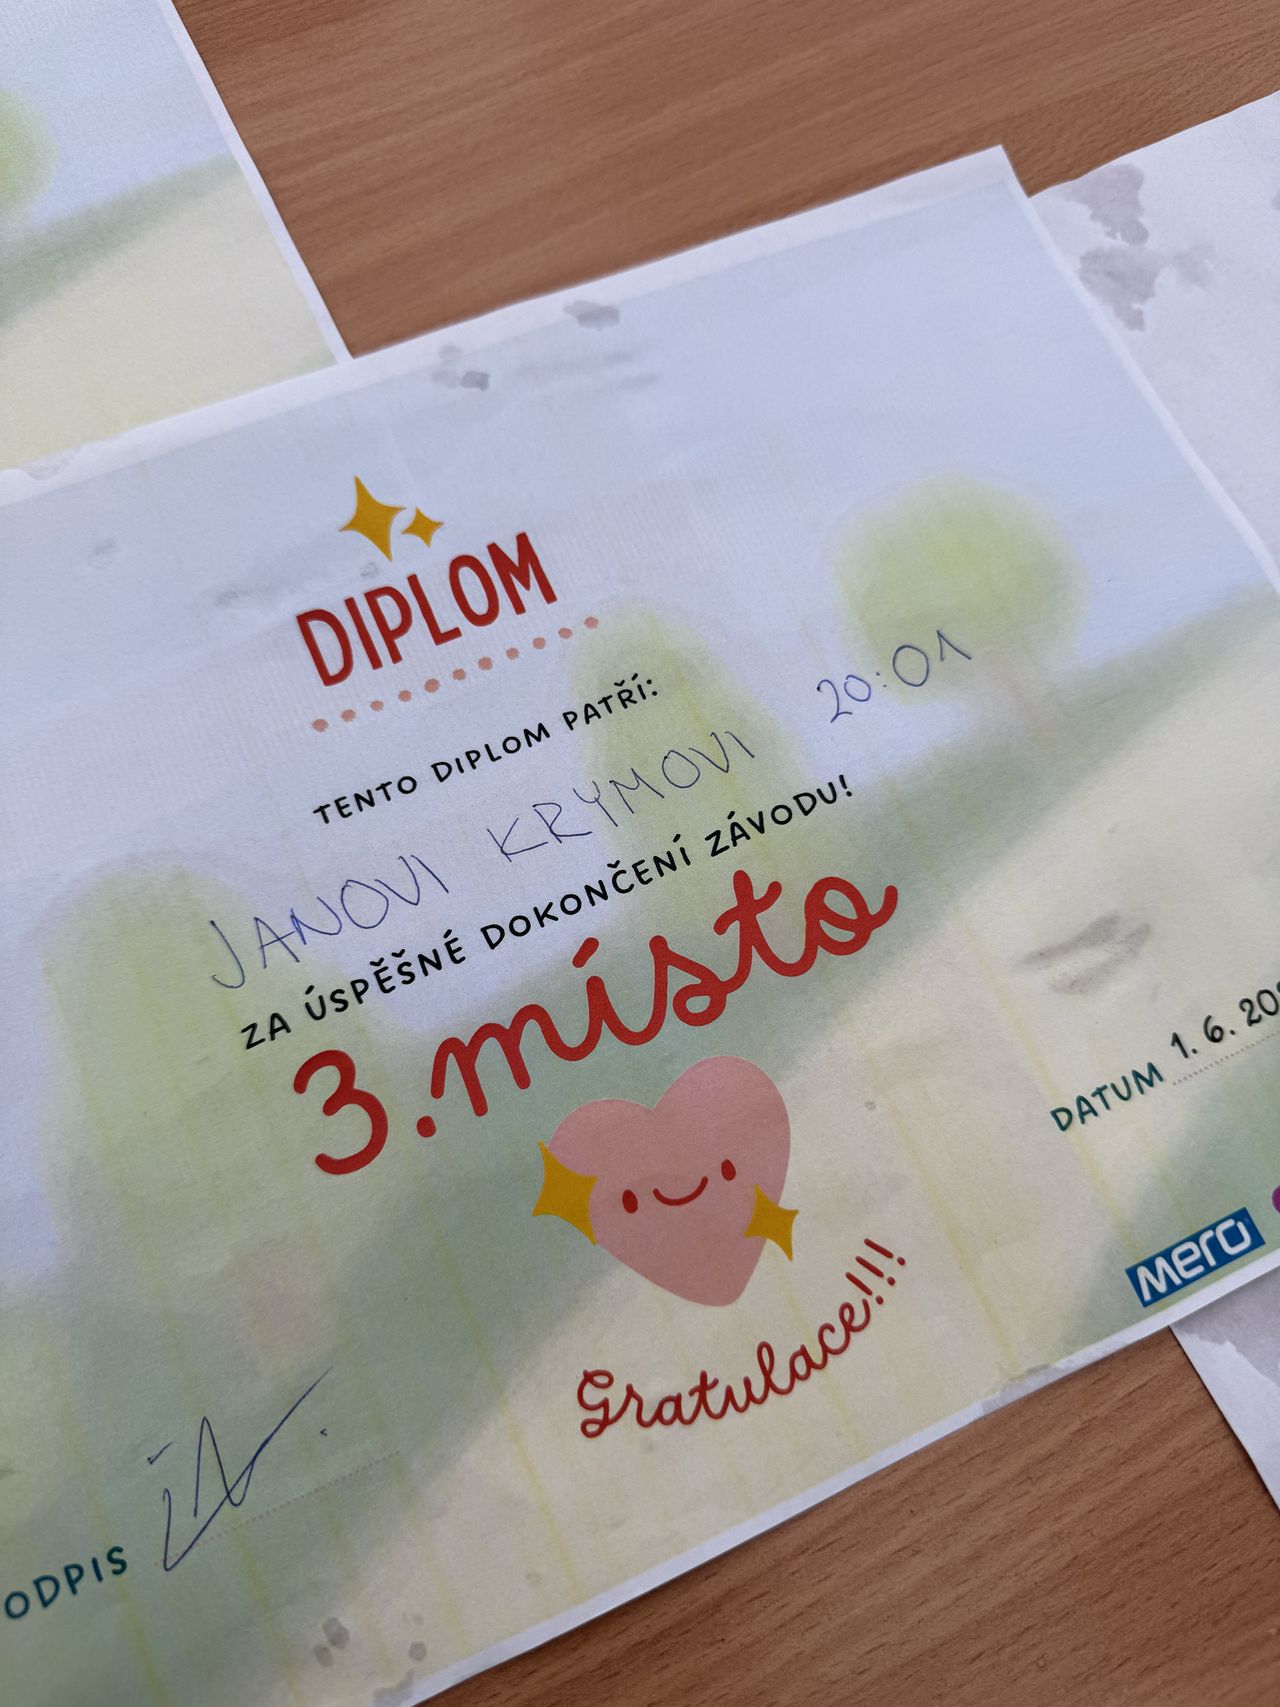 DIPLOM
TENTO DIPLOM PATŘÍ:
JANOVI KRYMOVI 20:01
ZA ÚSPĚŠNÉ DOKONČENÍ ZÁVODU!
3. místo
DATUM 1. 6. 20
mero
Gratulace!!!
ODPIS